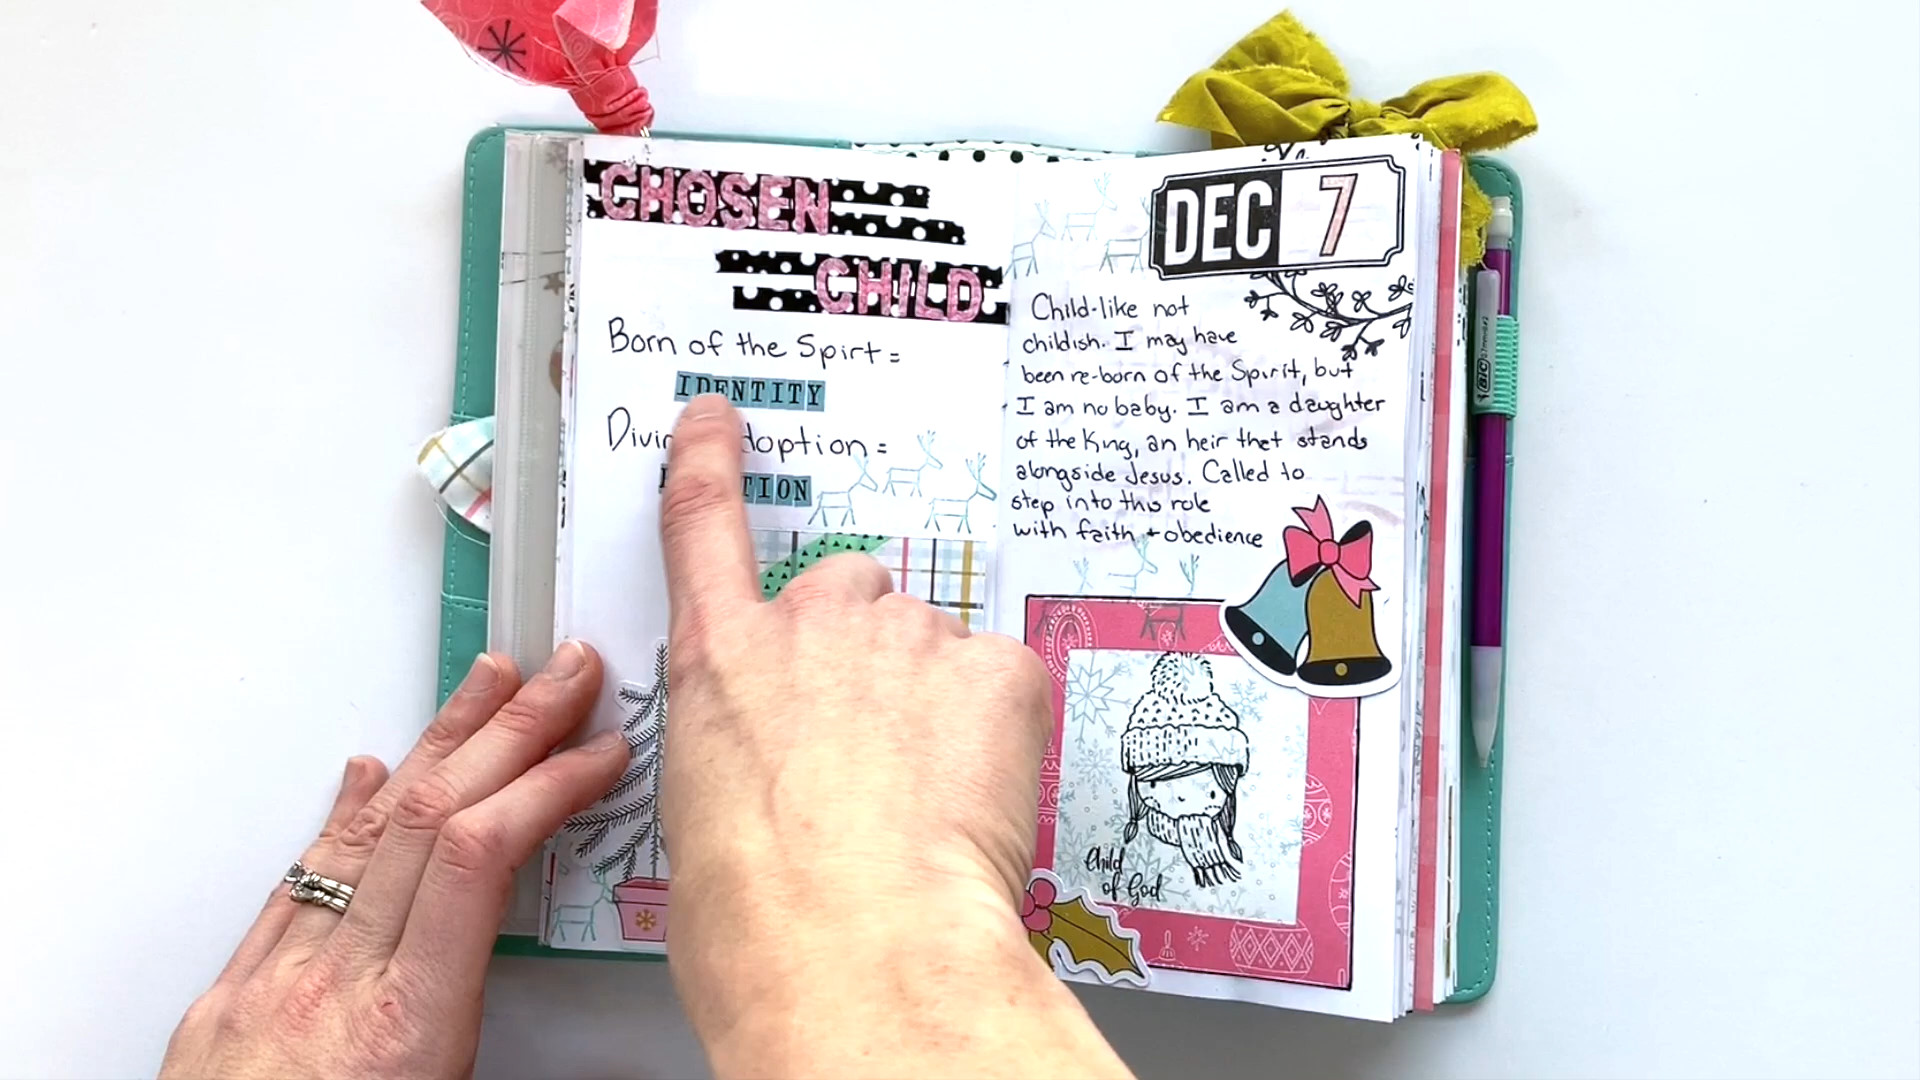 CHOSEN
CHILD
Born of the Spirt =
IDENTITY
Divin doption =
P TION
DEC 7
Child-like not
childish. I may have
been re-born of the Spirit, but
I am no baby. I am a daughter
of the King, an heir that stands
alongside Jesus. Called to
step into this role
with faith + obedience
Child
of God
BIC